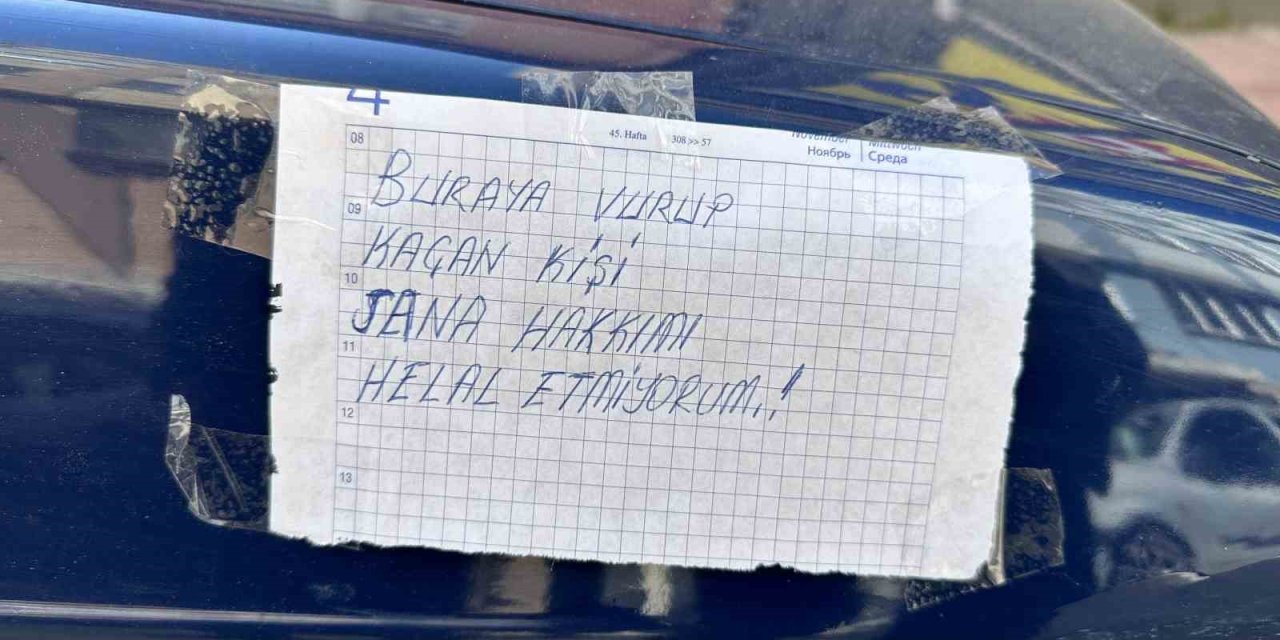 4
45. Hafta 308 >> 57
November Mittwoch
Ноябрь Среда
08
BURAYA VURUP
09
KAÇAN KİŞİ
10
SANA HAKKIMI
11
HELAL ETMİYORUM..!
12
13